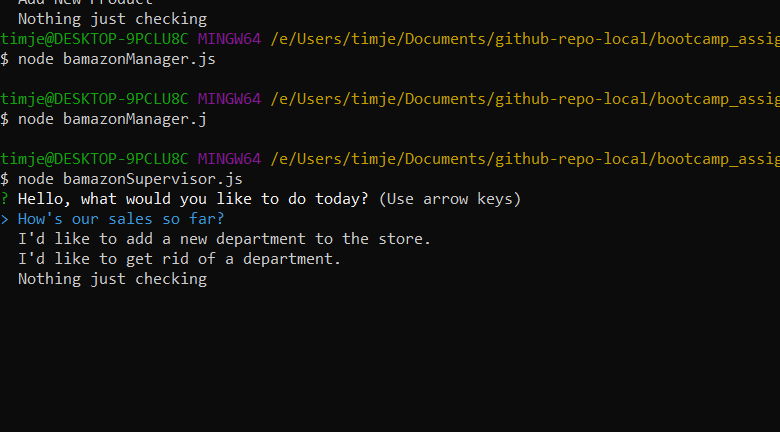 Add New Product
Nothing just checking
timje@DESKTOP-9PCLU8C MINGW64 /e/Users/timje/Documents/github-repo-local/bootcamp_assig
$ node bamazonManager.js
timje@DESKTOP-9PCLU8C MINGW64 /e/Users/timje/Documents/github-repo-local/bootcamp_assig
$ node bamazonManager.j
timje@DESKTOP-9PCLU8C MINGW64 /e/Users/timje/Documents/github-repo-local/bootcamp_assig
$ node bamazonSupervisor.js
? Hello, what would you like to do today? (Use arrow keys)
> How's our sales so far?
I'd like to add a new department to the store.
I'd like to get rid of a department.
Nothing just checking